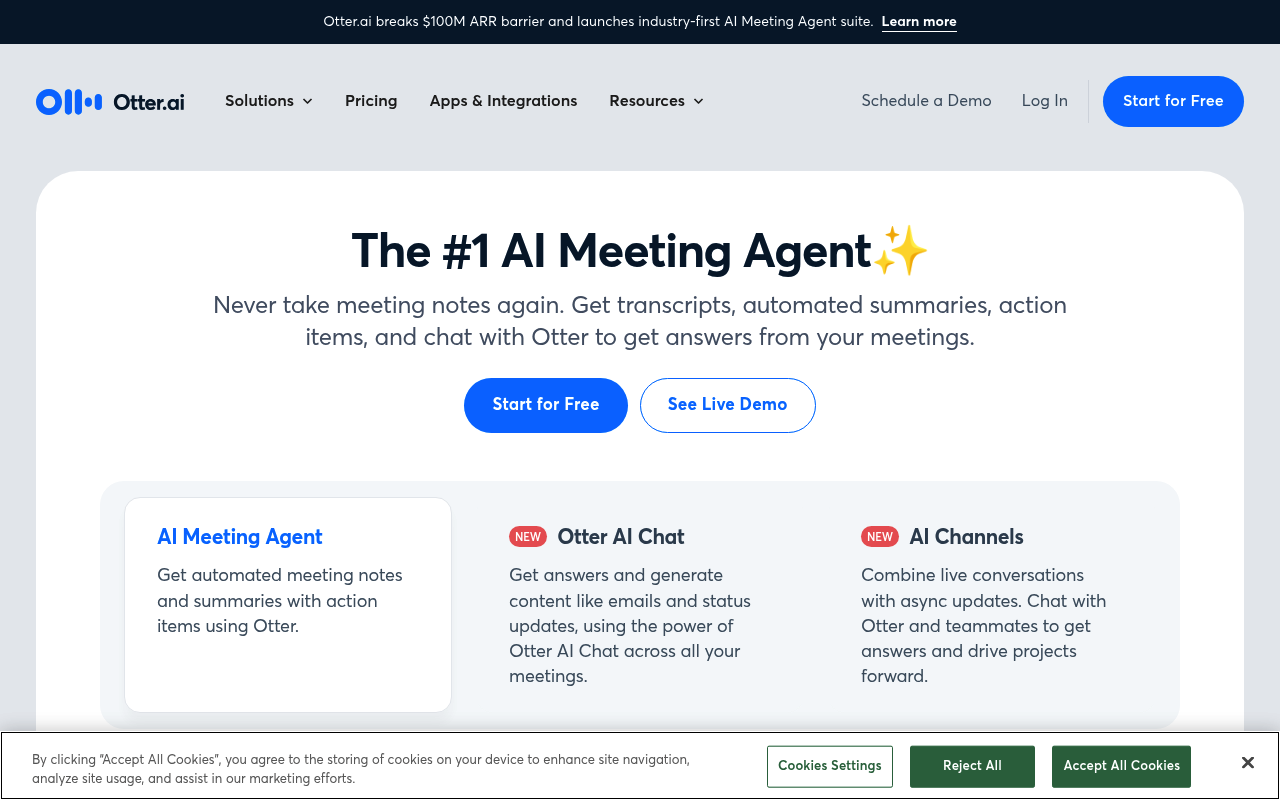 Otter.ai breaks $100M ARR barrier and launches industry-first AI Meeting Agent suite. Learn more
Otter.ai Solutions Pricing Apps & Integrations Resources Schedule a Demo Log In Start for Free
The #1 AI Meeting Agent✨
Never take meeting notes again. Get transcripts, automated summaries, action
items, and chat with Otter to get answers from your meetings.
Start for Free See Live Demo
AI Meeting Agent
Get automated meeting notes
and summaries with action
items using Otter.
NEW Otter AI Chat
Get answers and generate
content like emails and status
updates, using the power of
Otter AI Chat across all your
meetings.
NEW AI Channels
Combine live conversations
with async updates. Chat with
Otter and teammates to get
answers and drive projects
forward.
By clicking “Accept All Cookies”, you agree to the storing of cookies on your device to enhance site navigation,
analyze site usage, and assist in our marketing efforts.
Cookies Settings Reject All Accept All Cookies